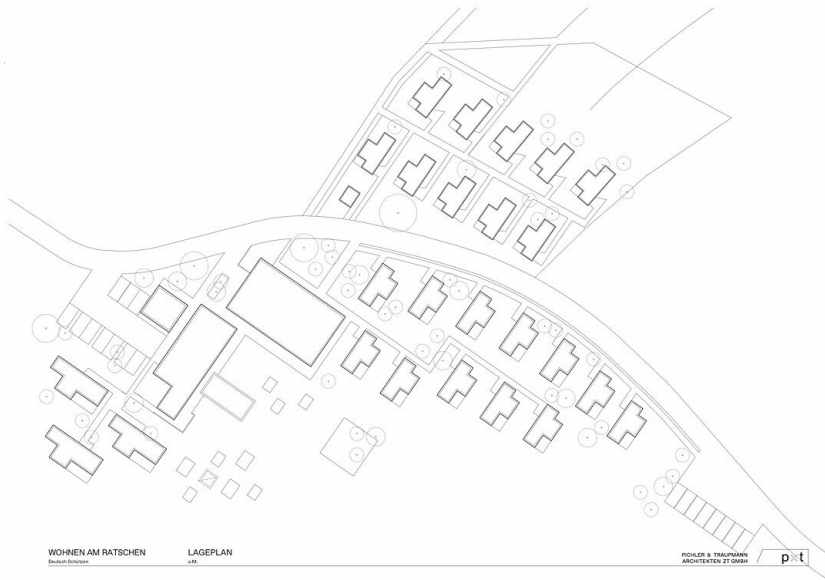 WOHNEN AM RATSCHEN
Deutsch-Schützen
LAGEPLAN
o.M.
PICHLER & TRAUPMANN
ARCHITEKTEN ZT GMBH
pxt